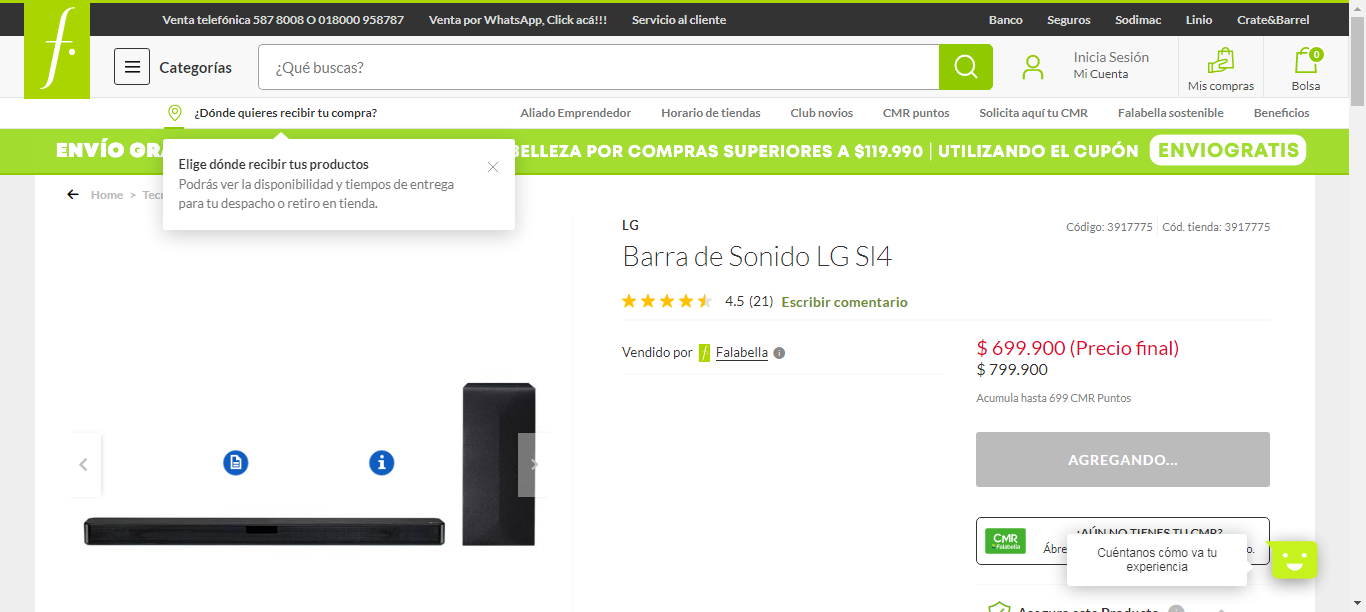 Venta telefónica 587 8008 O 018000 958787
Venta por WhatsApp, Click acá!!!
Servicio al cliente
Banco
Seguros
Sodimac
Linio
Crate&Barrel
f.
Categorías
¿Qué buscas?
Inicia Sesión
Mi Cuenta
Mis compras
0
Bolsa
¿Dónde quieres recibir tu compra?
Aliado Emprendedor
Horario de tiendas
Club novios
CMR puntos
Solicita aquí tu CMR
Falabella sostenible
Beneficios
ENVÍO GRA
BELLEZA POR COMPRAS SUPERIORES A $119.990 | UTILIZANDO EL CUPÓN ENVIOGRATIS
Elige dónde recibir tus productos
Podrás ver la disponibilidad y tiempos de entrega
para tu despacho o retiro en tienda.
Home > Tec
LG
Código: 3917775 | Cód. tienda: 3917775
Barra de Sonido LG Sl4
4.5 (21) Escribir comentario
Vendido por f Falabella i
$ 699.900 (Precio final)
$ 799.900
Acumula hasta 699 CMR Puntos
AGREGANDO...
CMR
Falabella
¿AÚN NO TIENES TU CMR?
Ábre
o.
Cuéntanos cómo va tu
experiencia
Asegura este Producto